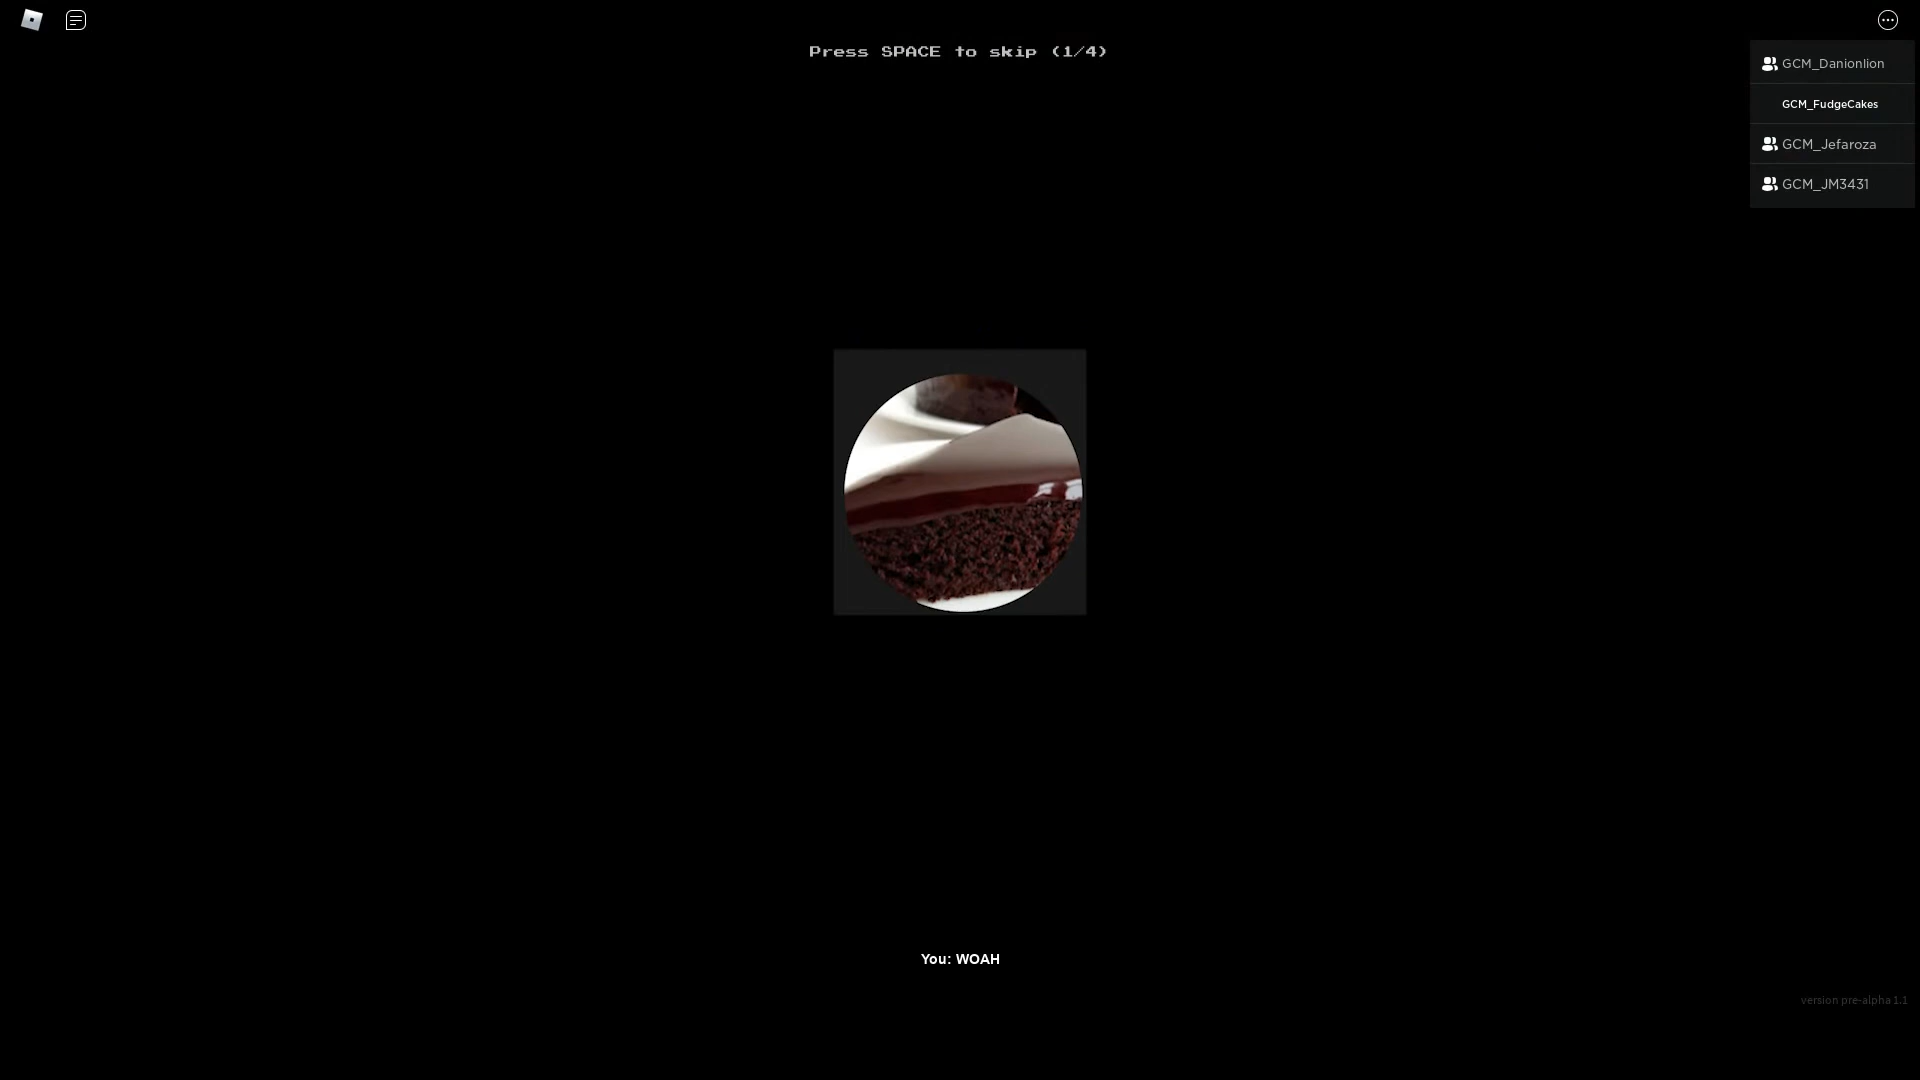 Press SPACE to skip (1/4)
GCM_Danionlion
GCM_FudgeCakes
GCM_Jefaroza
GCM_JM3431
You: WOAH
version pre-alpha 1.1